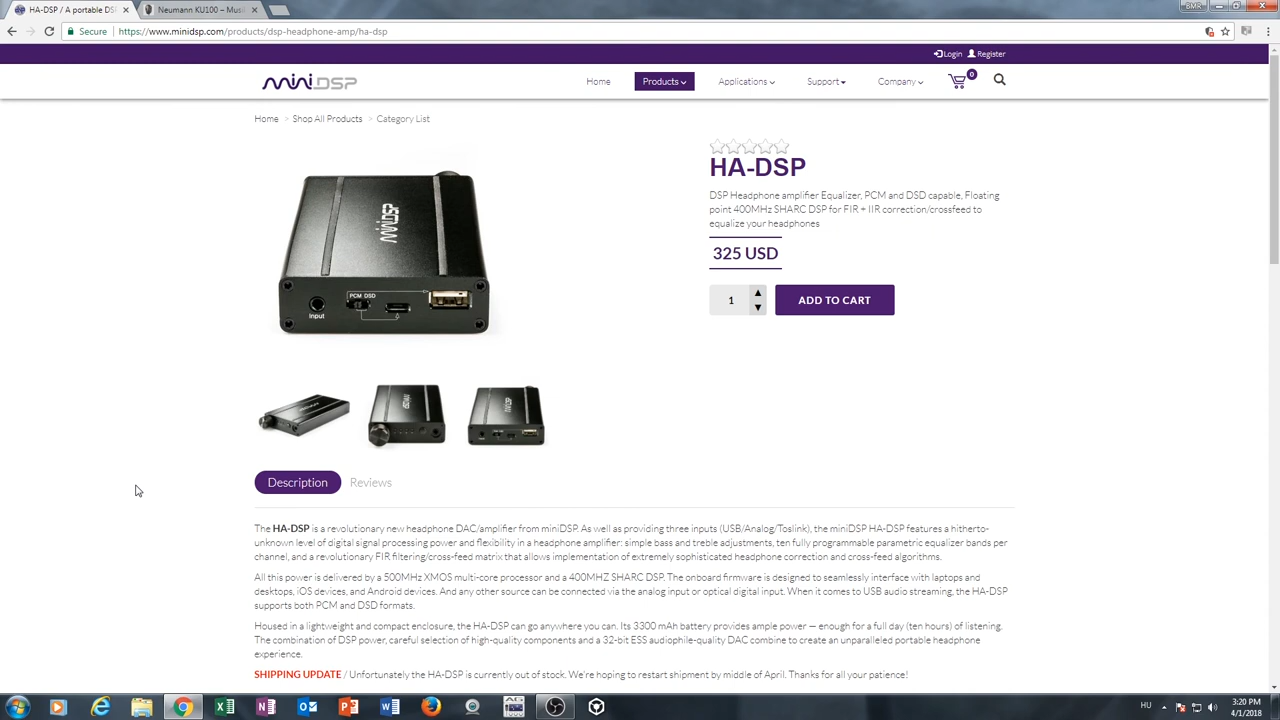 HA-DSP / A portable DSP
Neumann KU100 – Musi
BMR
Secure
https://www.minidsp.com/products/dsp-headphone-amp/ha-dsp
Login Register
miniDSP
Home
Products
Applications
Support
Company
0
Home > Shop All Products > Category List
HA-DSP
DSP Headphone amplifier Equalizer, PCM and DSD capable, Floating
point 400MHz SHARC DSP for FIR + IIR correction/crossfeed to
equalize your headphones
325 USD
1
ADD TO CART
miniDSP
PCM DSD
Input
Description
Reviews
The HA-DSP is a revolutionary new headphone DAC/amplifier from miniDSP. As well as providing three inputs (USB/Analog/Toslink), the miniDSP HA-DSP features a hitherto-
unknown level of digital signal processing power and flexibility in a headphone amplifier: simple bass and treble adjustments, ten fully programmable parametric equalizer bands per
channel, and a revolutionary FIR filtering/cross-feed matrix that allows implementation of extremely sophisticated headphone correction and cross-feed algorithms.
All this power is delivered by a 500MHz XMOS multi-core processor and a 400MHZ SHARC DSP. The onboard firmware is designed to seamlessly interface with laptops and
desktops, iOS devices, and Android devices. And any other source can be connected via the analog input or optical digital input. When it comes to USB audio streaming, the HA-DSP
supports both PCM and DSD formats.
Housed in a lightweight and compact enclosure, the HA-DSP can go anywhere you can. Its 3300 mAh battery provides ample power — enough for a full day (ten hours) of listening.
The combination of DSP power, careful selection of high-quality components and a 32-bit ESS audiophile-quality DAC combine to create an unparalleled portable headphone
experience.
SHIPPING UPDATE / Unfortunately the HA-DSP is currently out of stock. We're hoping to restart shipment by middle of April. Thanks for all your patience!
HU
3:20 PM
4/1/2018